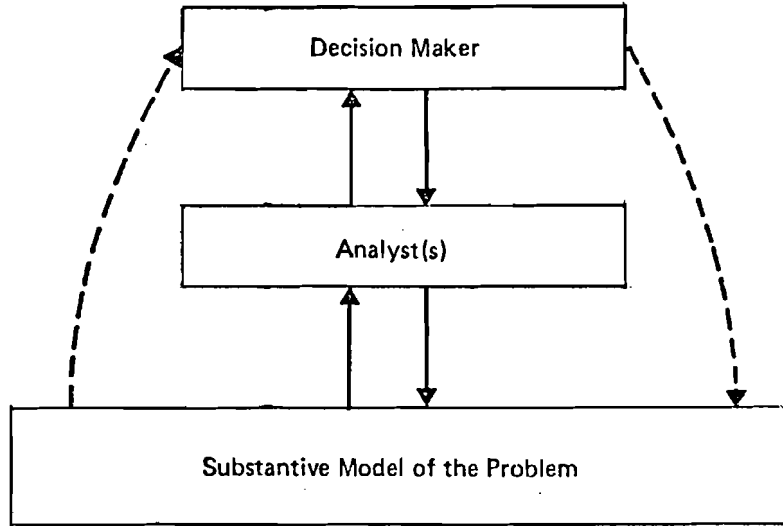 Decision Maker
Analyst(s)
Substantive Model of the Problem